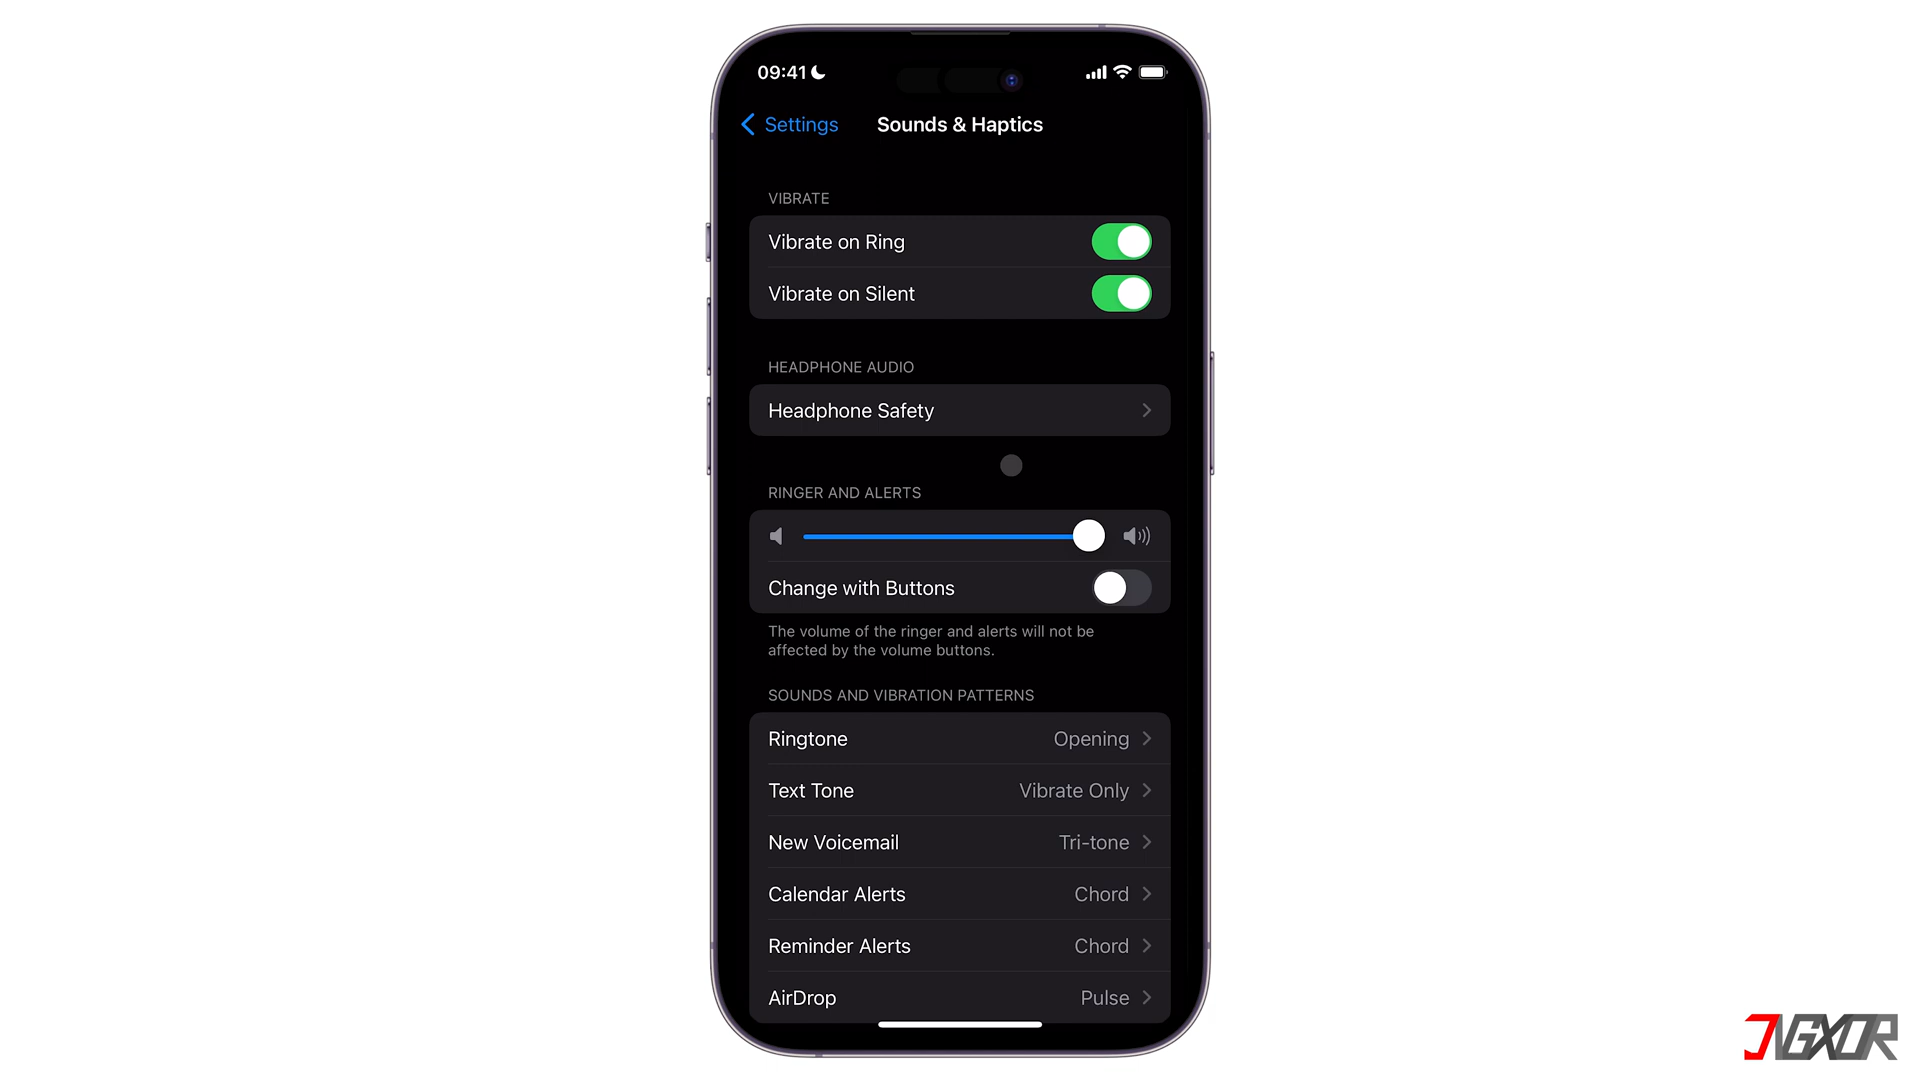 09:41
Settings
Sounds & Haptics
VIBRATE
Vibrate on Ring
Vibrate on Silent
HEADPHONE AUDIO
Headphone Safety
RINGER AND ALERTS
Change with Buttons
The volume of the ringer and alerts will not be
affected by the volume buttons.
SOUNDS AND VIBRATION PATTERNS
Ringtone Opening
Text Tone Vibrate Only
New Voicemail Tri-tone
Calendar Alerts Chord
Reminder Alerts Chord
AirDrop Pulse